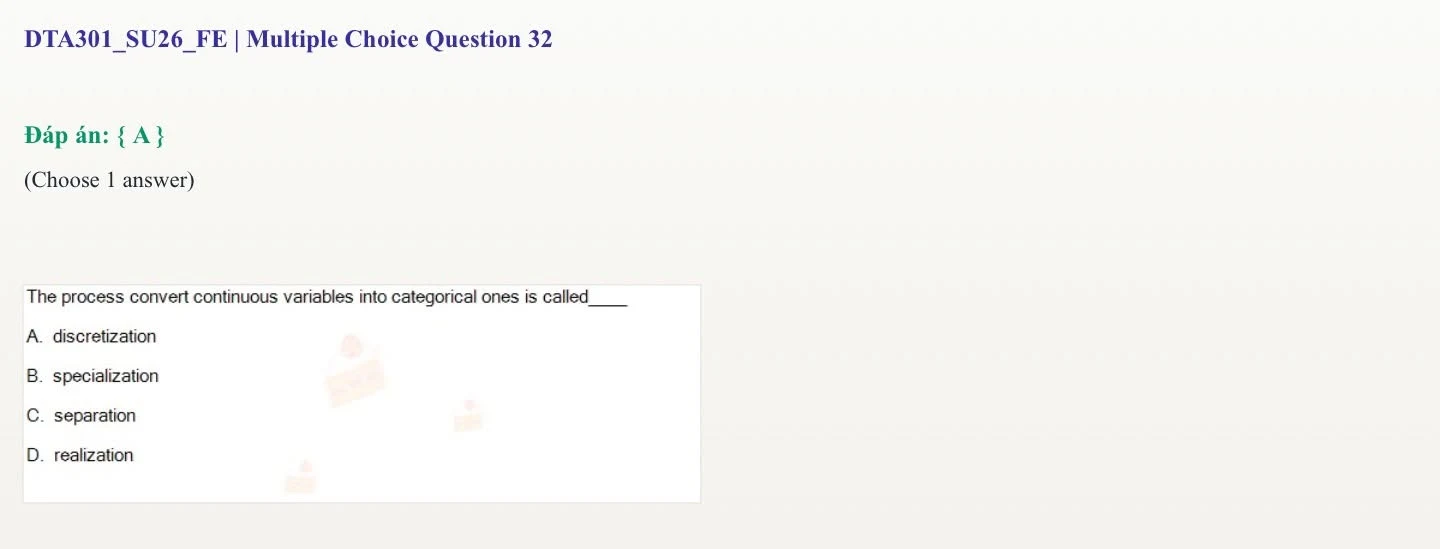 DTA301_SU26_FE | Multiple Choice Question 32
Đáp án: { A }
(Choose 1 answer)
The process convert continuous variables into categorical ones is called____
A. discretization
B. specialization
C. separation
D. realization